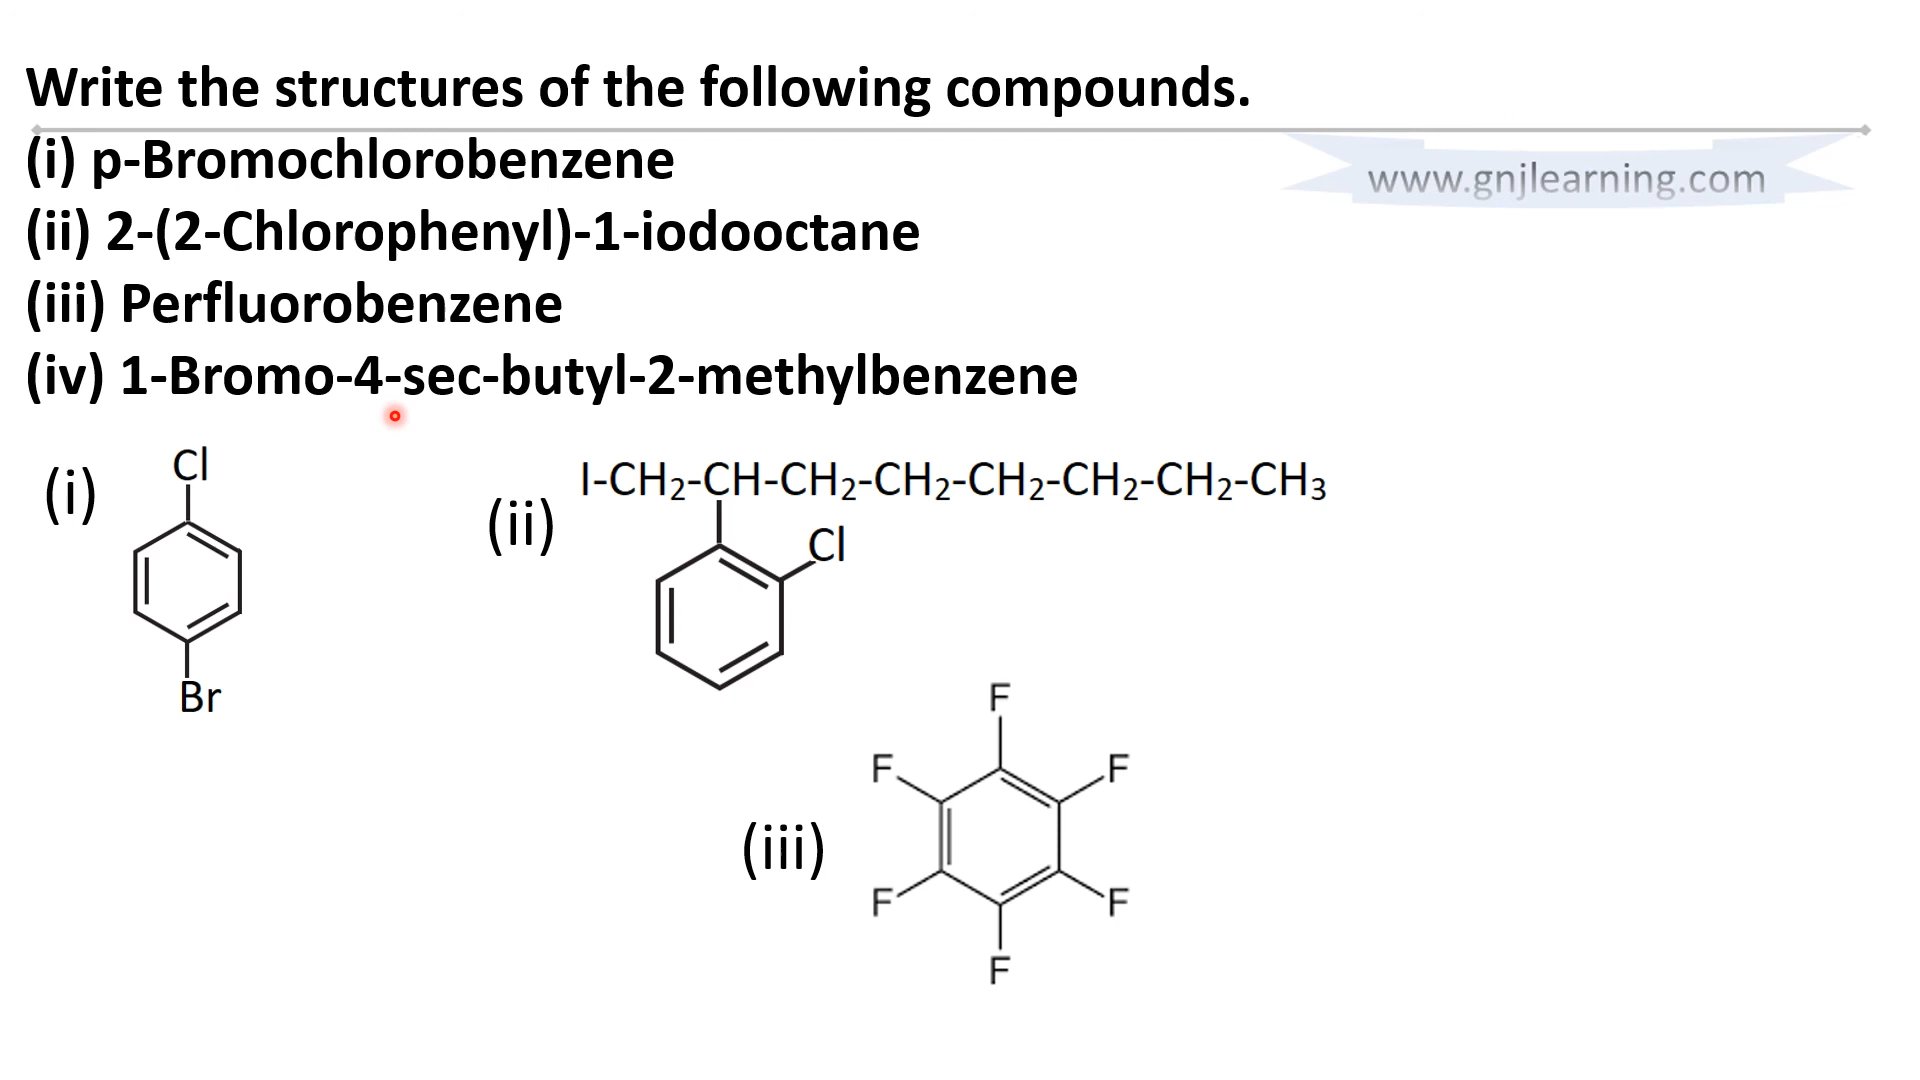 Write the structures of the following compounds.
(i) p-Bromochlorobenzene
www.gnjlearning.com
(ii) 2-(2-Chlorophenyl)-1-iodooctane
(iii) Perfluorobenzene
(iv) 1-Bromo-4-sec-butyl-2-methylbenzene
(i)
Cl
Br
(ii)
I-CH₂-CH-CH₂-CH₂-CH₂-CH₂-CH₂-CH₃
Cl
(iii)
F
F F
F F
F